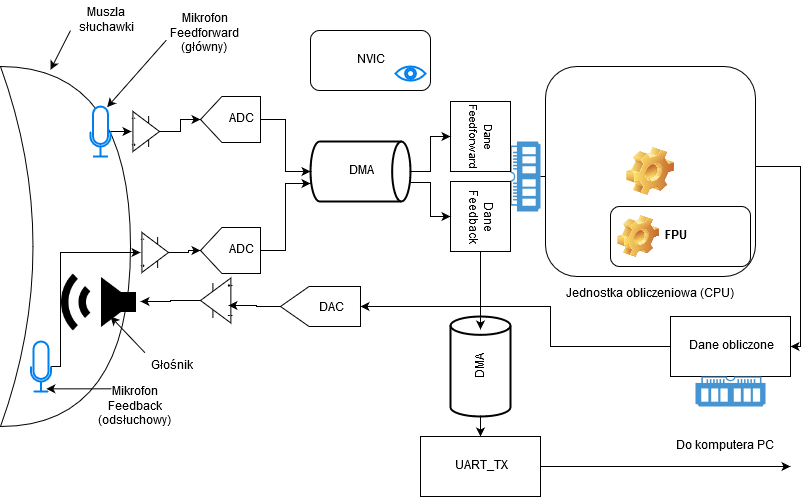 Muszla
słuchawki
Mikrofon
Feedforward
(główny)
NVIC
ADC
DMA
Dane
Feedforward
Dane
Feedback
ADC
FPU
Jednostka obliczeniowa (CPU)
DAC
Głośnik
DMA
Dane obliczone
Mikrofon
Feedback
(odsłuchowy)
UART_TX
Do komputera PC